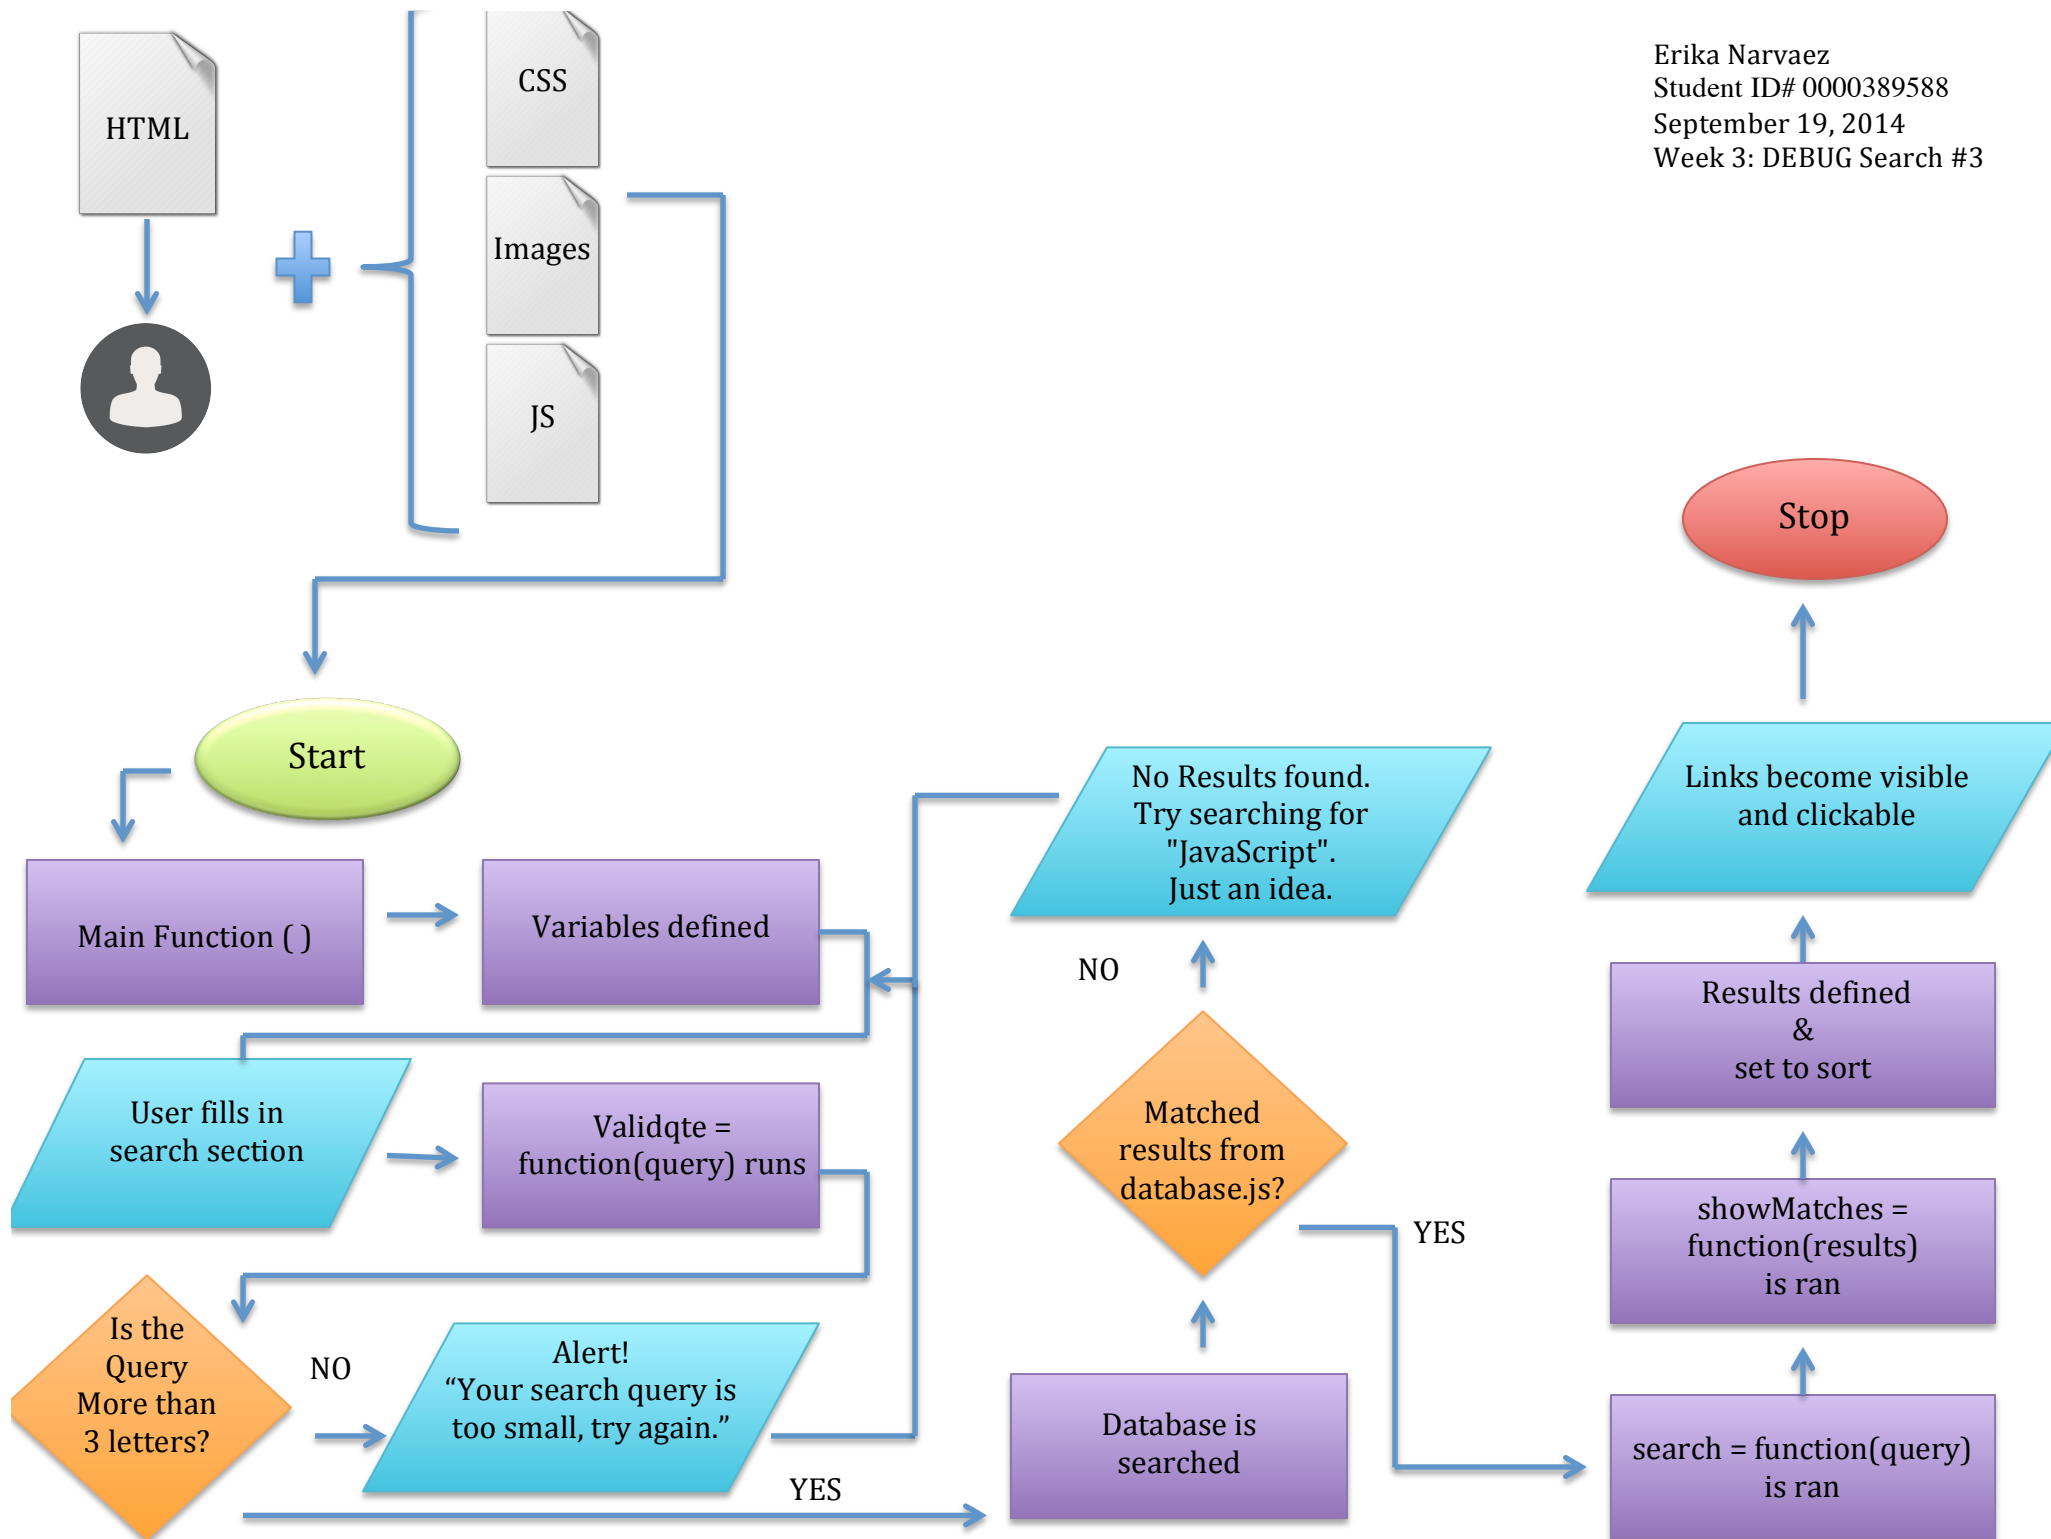 HTML
CSS
Images
JS
Erika Narvaez
Student ID# 0000389588
September 19, 2014
Week 3: DEBUG Search #3
Start
Main Function ( )
Variables defined
User fills in
search section
Validqte =
function(query) runs
Is the
Query
More than
3 letters?
NO
Alert!
“Your search query is
too small, try again.”
YES
Database is
searched
Matched
results from
database.js?
NO
No Results found.
Try searching for
"JavaScript".
Just an idea.
YES
search = function(query)
is ran
showMatches =
function(results)
is ran
Results defined
&
set to sort
Links become visible
and clickable
Stop